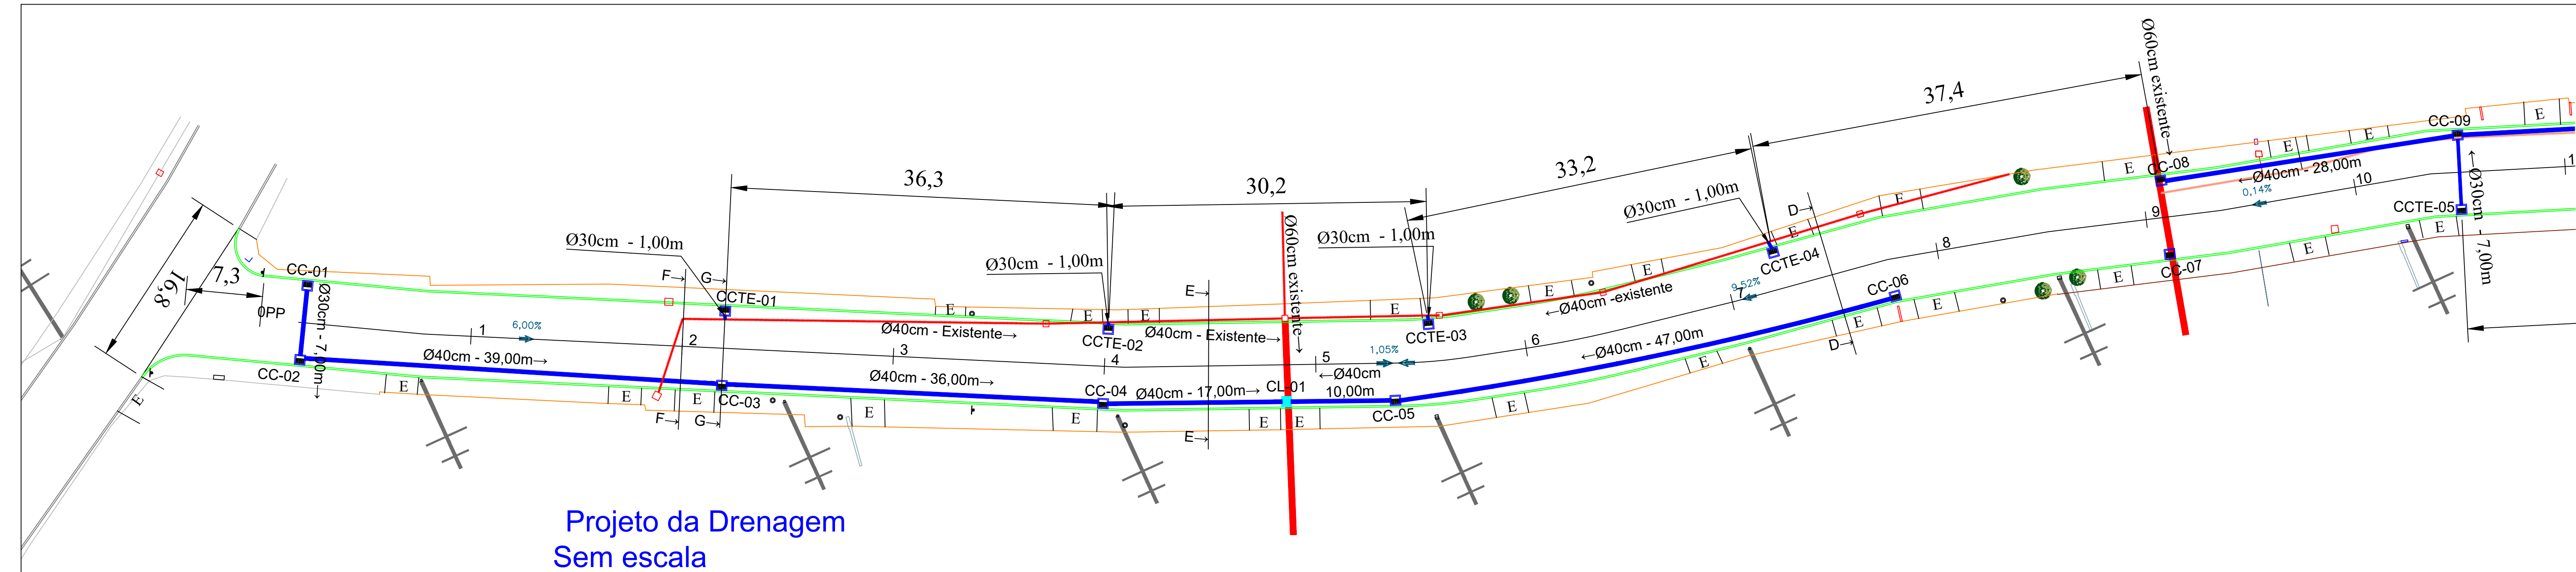 Ø60cm existente→
37,4
CC-09
E
E
E
33,2
CC-08
E
1
36,3
30,2
←Ø40cm - 28,00m
10
0,14%
←Ø30cm - 7,00m
Ø30cm - 1,00m
D→
E
E
CCTE-05
9
E
16,8
7,3
Ø30cm - 1,00m
Ø60cm existente→
Ø30cm - 1,00m
CCTE-04
8
E
CC-01
F→
G→
Ø30cm - 1,00m
E
CC-07
E
0PP
Ø30cm - 7,00m→
CCTE-01
E→
E
←Ø40cm -existente
9,52%
7
CC-06
E
1
6,00%
E
E
E
E
Ø40cm - Existente→
CCTE-02
Ø40cm - Existente→
CCTE-03
6
←Ø40cm - 47,00m
E
D→
2
3
4
5
1,05%
Ø40cm - 39,00m→
Ø40cm - 36,00m→
←Ø40cm
10,00m
E
CC-02
E
E
E
CC-03
CC-04
Ø40cm - 17,00m→
CL-01
CC-05
E
E
F→
G→
E
E
E
E
E→
Projeto da Drenagem
Sem escala